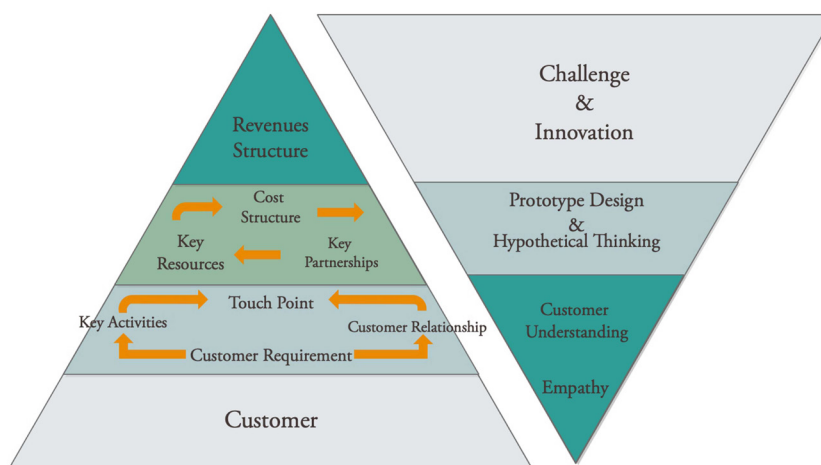 Revenues
Structure
Cost
Structure
Key
Resources
Key
Partnerships
Touch Point
Key Activities
Customer Relationship
Customer Requirement
Customer
Challenge
&
Innovation
Prototype Design
&
Hypothetical Thinking
Customer
Understanding
Empathy